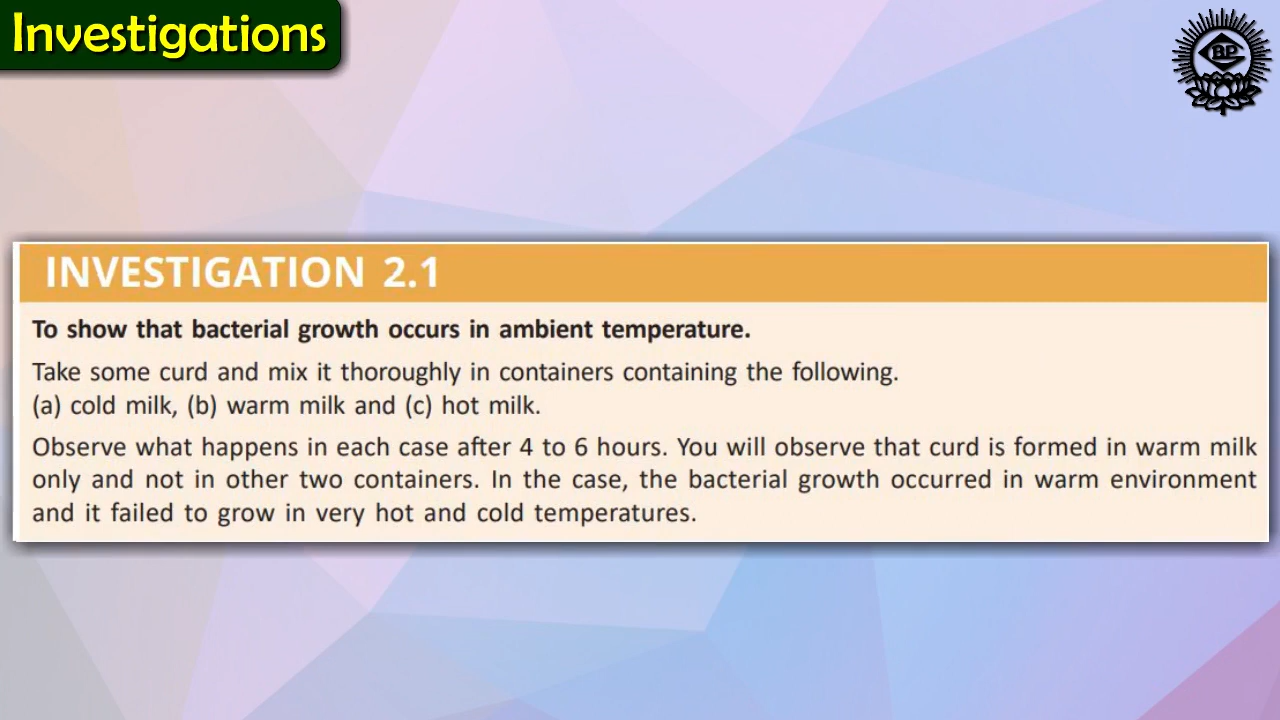 Investigations
BP
INVESTIGATION 2.1
To show that bacterial growth occurs in ambient temperature.
Take some curd and mix it thoroughly in containers containing the following.
(a) cold milk, (b) warm milk and (c) hot milk.
Observe what happens in each case after 4 to 6 hours. You will observe that curd is formed in warm milk
only and not in other two containers. In the case, the bacterial growth occurred in warm environment
and it failed to grow in very hot and cold temperatures.